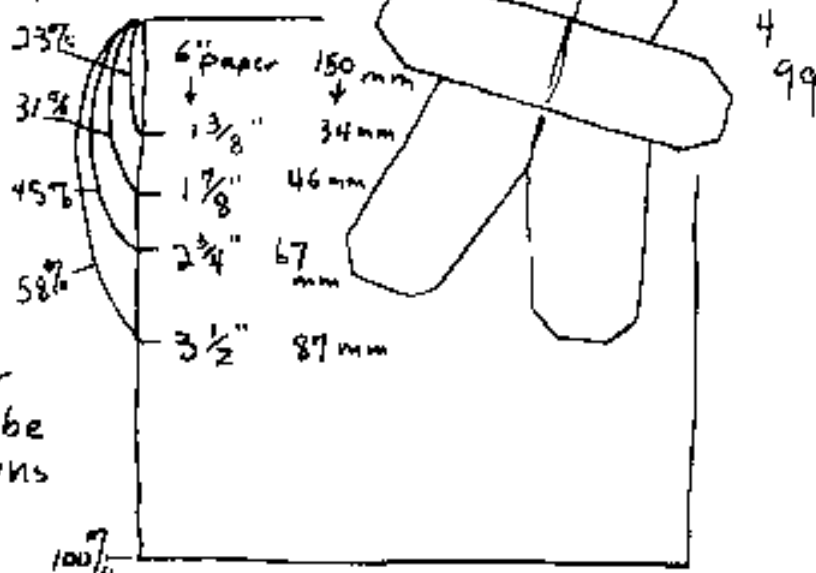 4
99
23%
6" paper 150 mm
31%
1 3/8" 34 mm
1 7/8" 46 mm
45%
2 3/4" 67 mm
58%
3 1/2" 87 mm
be
100%